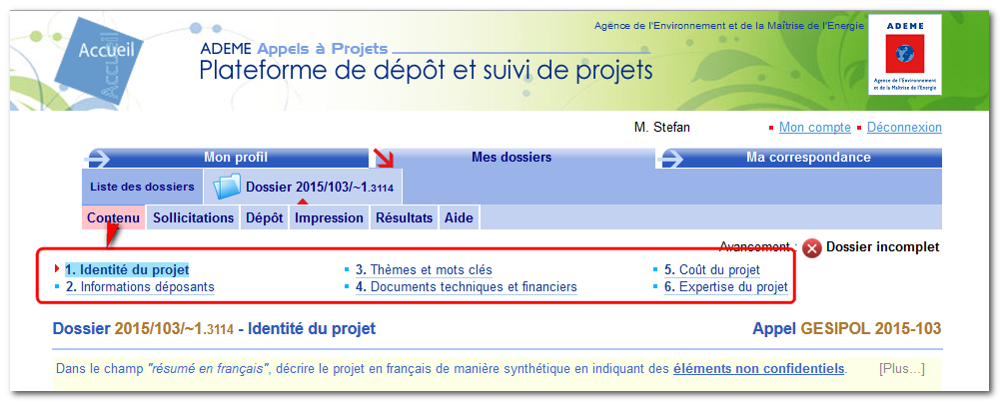 Accueil
Accueil
Agence de l'Environnement et de la Maîtrise de l'Energie
ADEME
ADEME Appels à Projets
Plateforme de dépôt et suivi de projets
Agence de l'Environnement
et de la Maîtrise de l'Energie
M. Stefan
Mon compte
Déconnexion
Mon profil
Mes dossiers
Ma correspondance
Liste des dossiers
Dossier 2015/103/~1.3114
Contenu
Sollicitations
Dépôt
Impression
Résultats
Aide
Avancement : Dossier incomplet
1. Identité du projet
3. Thèmes et mots clés
5. Coût du projet
2. Informations déposants
4. Documents techniques et financiers
6. Expertise du projet
Dossier 2015/103/~1.3114 - Identité du projet
Appel GESIPOL 2015-103
Dans le champ "résumé en français", décrire le projet en français de manière synthétique en indiquant des éléments non confidentiels. [Plus...]